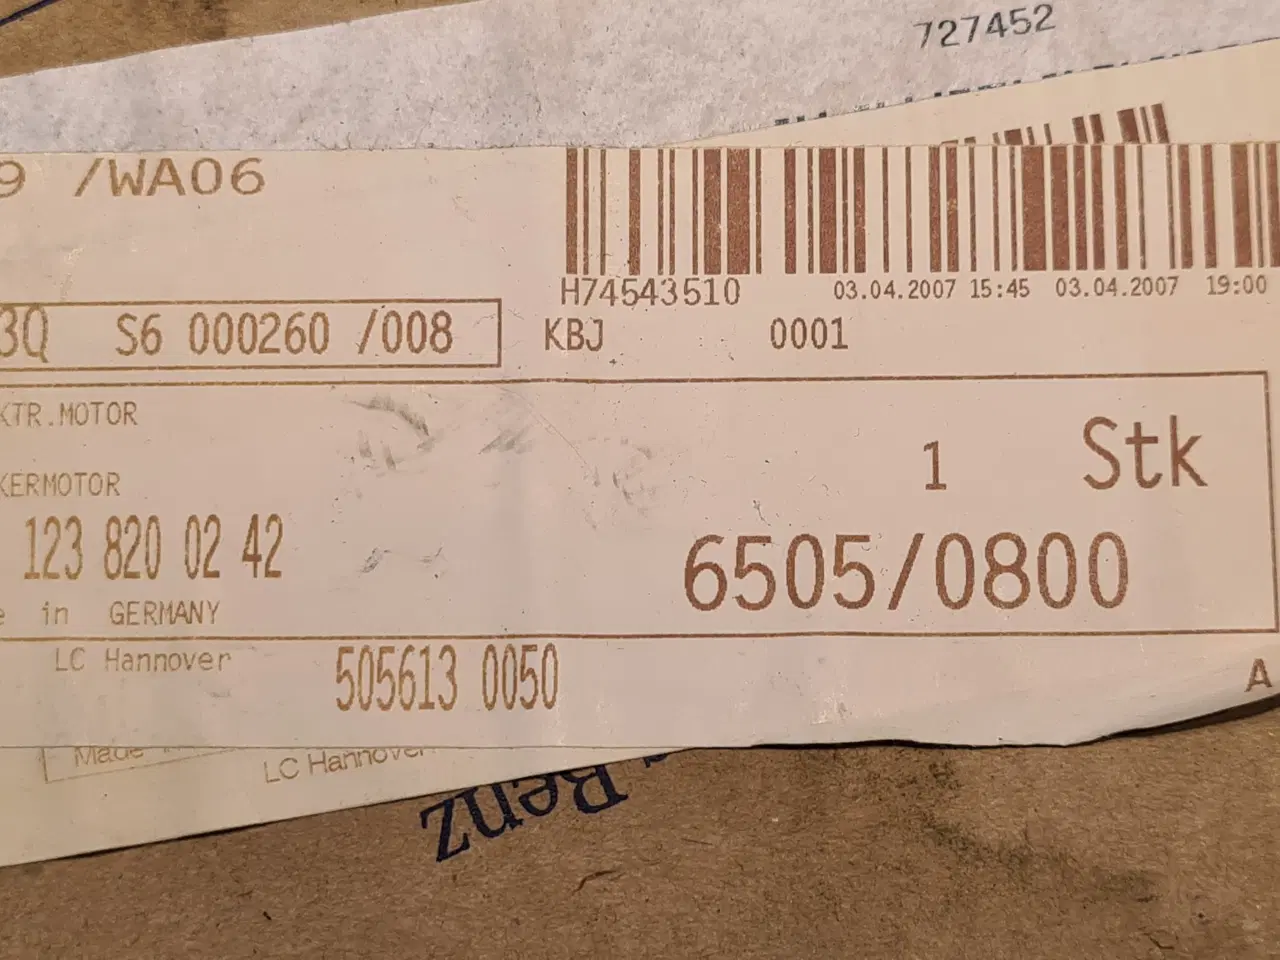 727452
9 /WA06
H74543510 03.04.2007 15:45 03.04.2007 19:00
3Q S6 000260 /008 KBJ 0001
KTR.MOTOR
1 Stk
KERMOTOR
123 820 02 42 6505/0800
e in GERMANY
LC Hannover 505613 0050
A
Made
LC Hannover
Benz